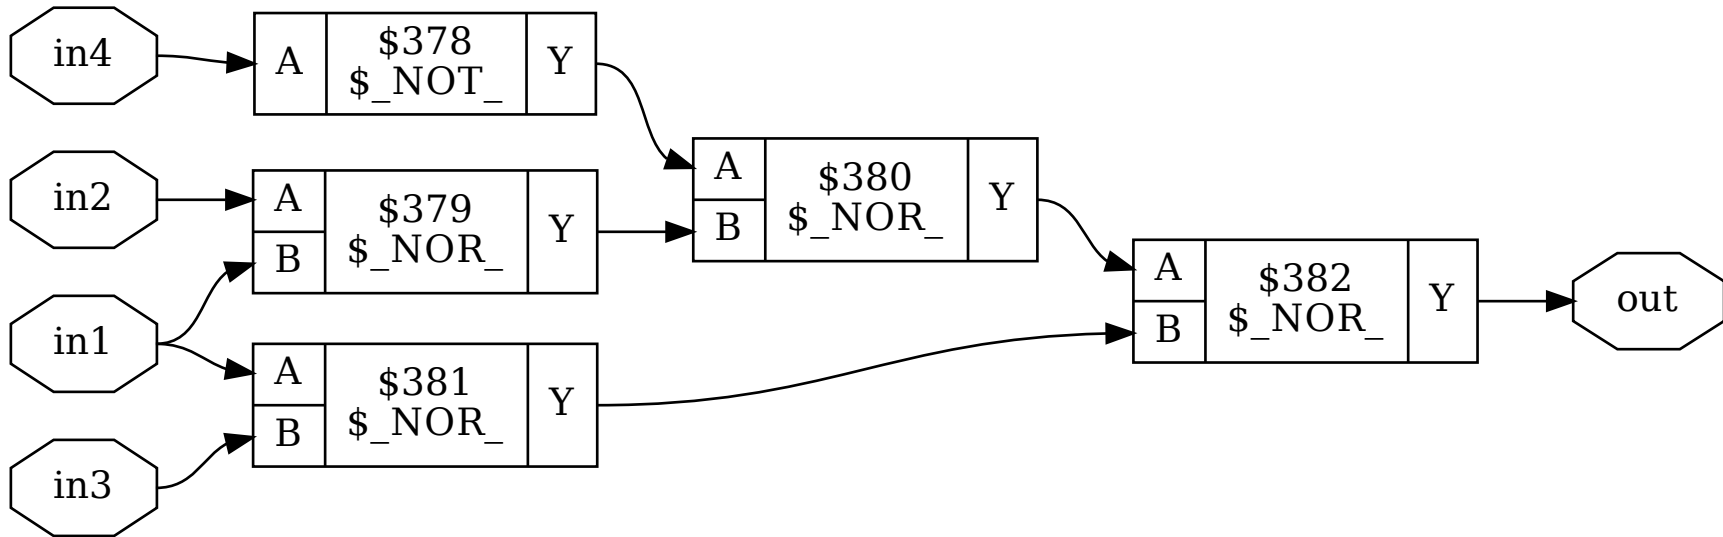 in4
A
$378
$_NOT_
Y
in2
A
B
$379
$_NOR_
Y
A
B
$380
$_NOR_
Y
in1
A
B
$381
$_NOR_
Y
in3
A
B
$382
$_NOR_
Y
out